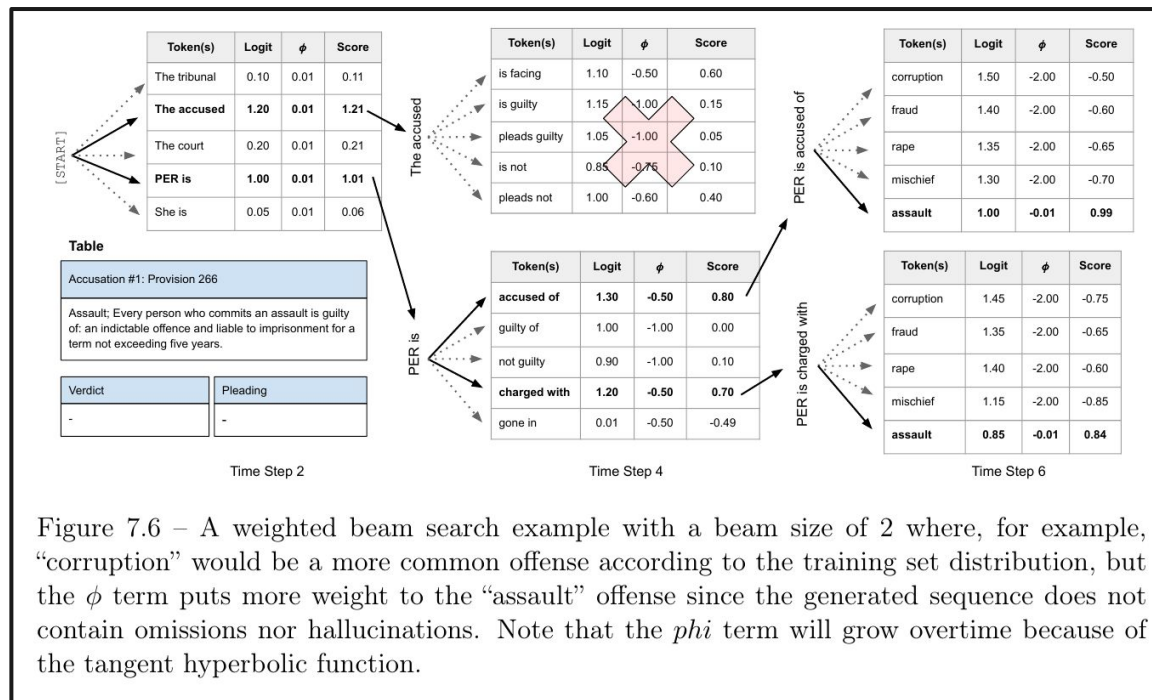 Token(s) Logit ϕ Score
The tribunal 0.10 0.01 0.11
The accused 1.20 0.01 1.21
The court 0.20 0.01 0.21
PER is 1.00 0.01 1.01
She is 0.05 0.01 0.06
[START]
Table
Accusation #1: Provision 266
Assault; Every person who commits an assault is guilty
of: an indictable offence and liable to imprisonment for a
term not exceeding five years.
Verdict Pleading
- -
Time Step 2
The accused
Token(s) Logit ϕ Score
is facing 1.10 -0.50 0.60
is guilty 1.15 -1.00 0.15
pleads guilty 1.05 -1.00 0.05
is not 0.85 -0.75 0.10
pleads not 1.00 -0.60 0.40
PER is
Token(s) Logit ϕ Score
accused of 1.30 -0.50 0.80
guilty of 1.00 -1.00 0.00
not guilty 0.90 -1.00 0.10
charged with 1.20 -0.50 0.70
gone in 0.01 -0.50 -0.49
Time Step 4
PER is accused of
Token(s) Logit ϕ Score
corruption 1.50 -2.00 -0.50
fraud 1.40 -2.00 -0.60
rape 1.35 -2.00 -0.65
mischief 1.30 -2.00 -0.70
assault 1.00 -0.01 0.99
PER is charged with
Token(s) Logit ϕ Score
corruption 1.45 -2.00 -0.75
fraud 1.35 -2.00 -0.65
rape 1.40 -2.00 -0.60
mischief 1.15 -2.00 -0.85
assault 0.85 -0.01 0.84
Time Step 6
Figure 7.6 – A weighted beam search example with a beam size of 2 where, for example,
“corruption” would be a more common offense according to the training set distribution, but
the ϕ term puts more weight to the “assault” offense since the generated sequence does not
contain omissions nor hallucinations. Note that the phi term will grow overtime because of
the tangent hyperbolic function.